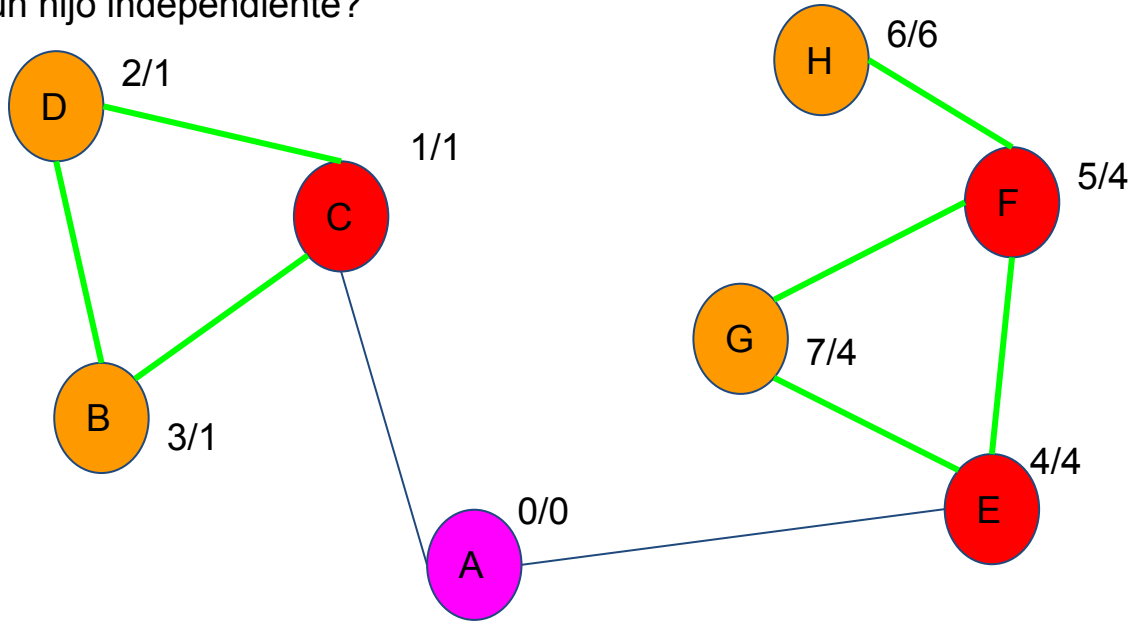 un hijo independiente?
H
6/6
D
2/1
1/1
C
5/4
F
G
7/4
B
3/1
4/4
E
0/0
A